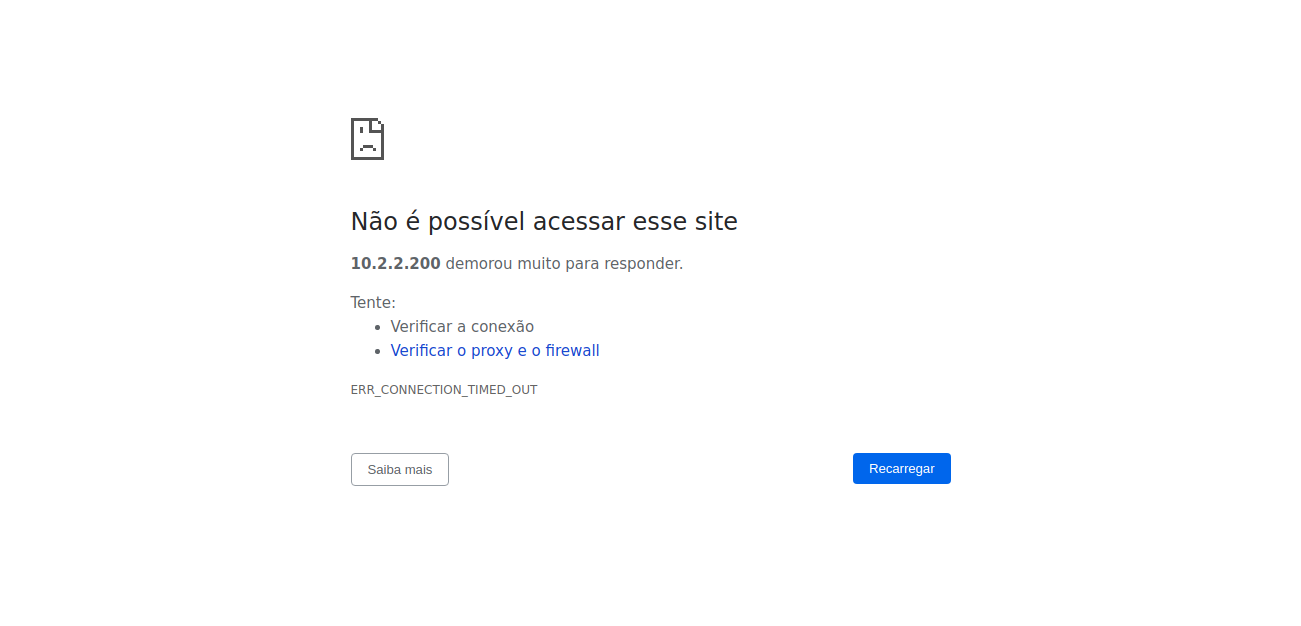 Não é possível acessar esse site
10.2.2.200 demorou muito para responder.
Tente:
Verificar a conexão
Verificar o proxy e o firewall
ERR_CONNECTION_TIMED_OUT
Saiba mais
Recarregar